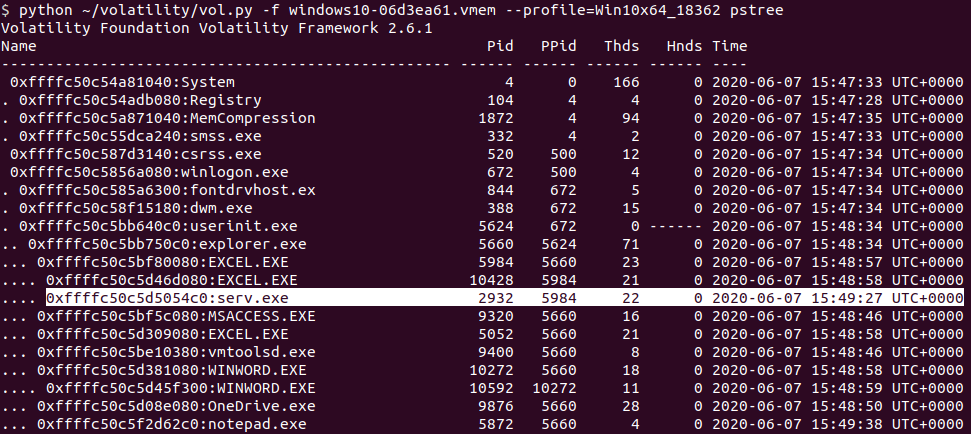 $ python ~/volatility/vol.py -f windows10-06d3ea61.vmem --profile=Win10x64_18362 pstree
Volatility Foundation Volatility Framework 2.6.1
Name                                                  Pid   PPid   Thds   Hnds Time
-------------------------------------------------- ------ ------ ------ ------ ----
 0xffffc50c54a81040:System                              4      0    166      0 2020-06-07 15:47:33 UTC+0000
. 0xffffc50c54adb080:Registry                         104      4      4      0 2020-06-07 15:47:28 UTC+0000
. 0xffffc50c5a871040:MemCompression                  1872      4     94      0 2020-06-07 15:47:35 UTC+0000
. 0xffffc50c55dca240:smss.exe                         332      4      2      0 2020-06-07 15:47:33 UTC+0000
 0xffffc50c587d3140:csrss.exe                         520    500     12      0 2020-06-07 15:47:34 UTC+0000
 0xffffc50c5856a080:winlogon.exe                      672    500      4      0 2020-06-07 15:47:34 UTC+0000
. 0xffffc50c585a6300:fontdrvhost.ex                   844    672      5      0 2020-06-07 15:47:34 UTC+0000
. 0xffffc50c58f15180:dwm.exe                          388    672     15      0 2020-06-07 15:47:34 UTC+0000
. 0xffffc50c5bb640c0:userinit.exe                    5624    672      0 ------ 2020-06-07 15:48:34 UTC+0000
.. 0xffffc50c5bb750c0:explorer.exe                   5660   5624     71      0 2020-06-07 15:48:34 UTC+0000
... 0xffffc50c5bf80080:EXCEL.EXE                     5984   5660     23      0 2020-06-07 15:48:57 UTC+0000
.... 0xffffc50c5d46d080:EXCEL.EXE                   10428   5984     21      0 2020-06-07 15:48:58 UTC+0000
.... 0xffffc50c5d5054c0:serv.exe                     2932   5984     22      0 2020-06-07 15:49:27 UTC+0000
... 0xffffc50c5bf5c080:MSACCESS.EXE                  9320   5660     16      0 2020-06-07 15:48:46 UTC+0000
... 0xffffc50c5d309080:EXCEL.EXE                     5052   5660     21      0 2020-06-07 15:48:58 UTC+0000
... 0xffffc50c5be10380:vmtoolsd.exe                  9400   5660      8      0 2020-06-07 15:48:46 UTC+0000
... 0xffffc50c5d381080:WINWORD.EXE                  10272   5660     18      0 2020-06-07 15:48:58 UTC+0000
.... 0xffffc50c5d45f300:WINWORD.EXE                 10592  10272     11      0 2020-06-07 15:48:59 UTC+0000
... 0xffffc50c5d08e080:OneDrive.exe                  9876   5660     28      0 2020-06-07 15:48:50 UTC+0000
... 0xffffc50c5f2d62c0:notepad.exe                   5872   5660      4      0 2020-06-07 15:49:38 UTC+0000